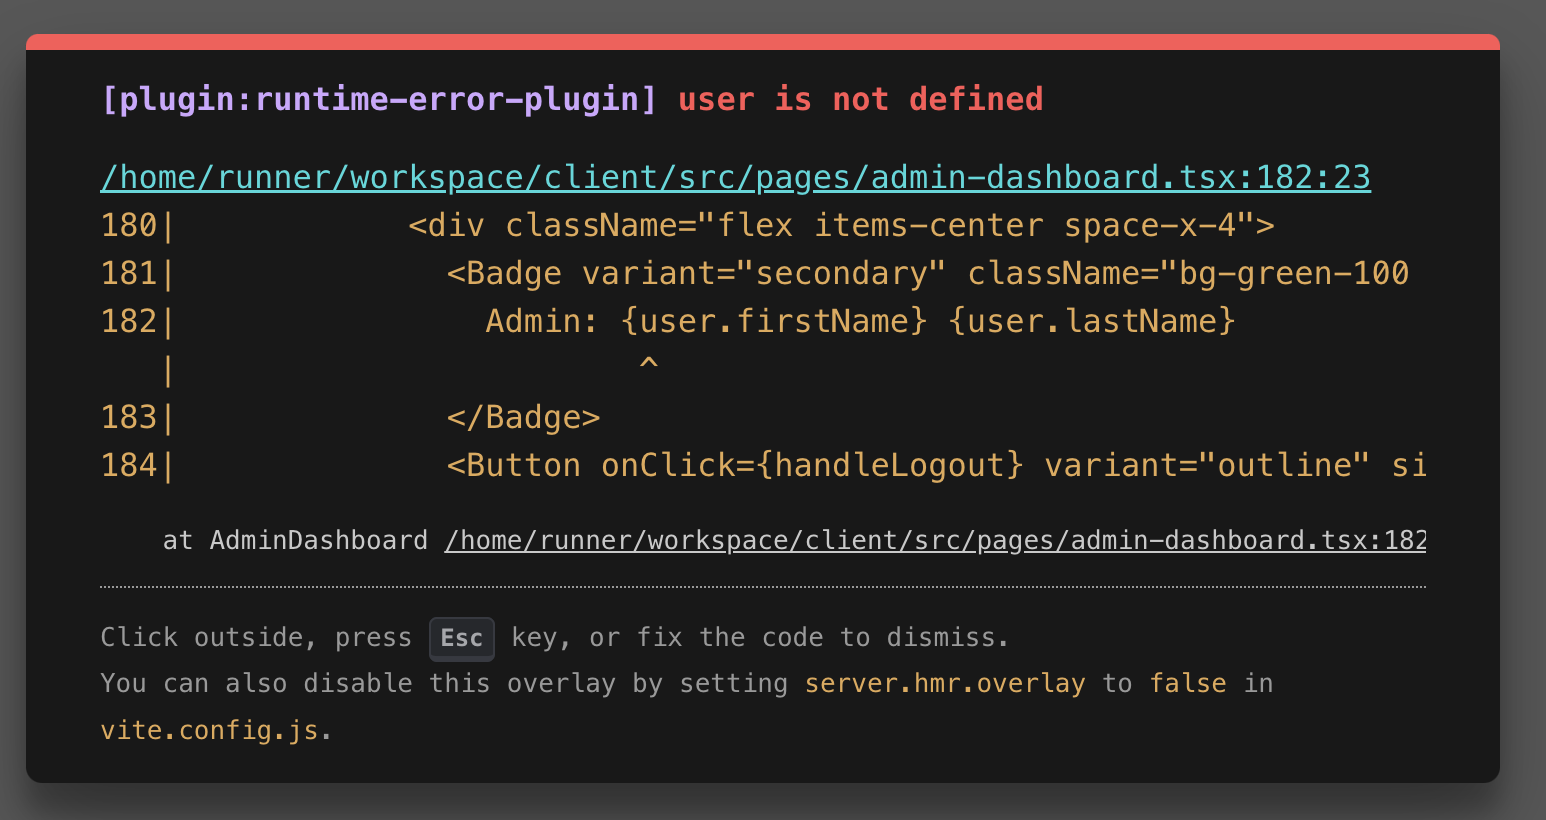 [plugin:runtime-error-plugin] user is not defined
/home/runner/workspace/client/src/pages/admin-dashboard.tsx:182:23
180|            <div className="flex items-center space-x-4">
181|              <Badge variant="secondary" className="bg-green-100
182|                Admin: {user.firstName} {user.lastName}
   |                        ^
183|              </Badge>
184|              <Button onClick={handleLogout} variant="outline" si
at AdminDashboard /home/runner/workspace/client/src/pages/admin-dashboard.tsx:182
Click outside, press Esc key, or fix the code to dismiss.
You can also disable this overlay by setting server.hmr.overlay to false in
vite.config.js.